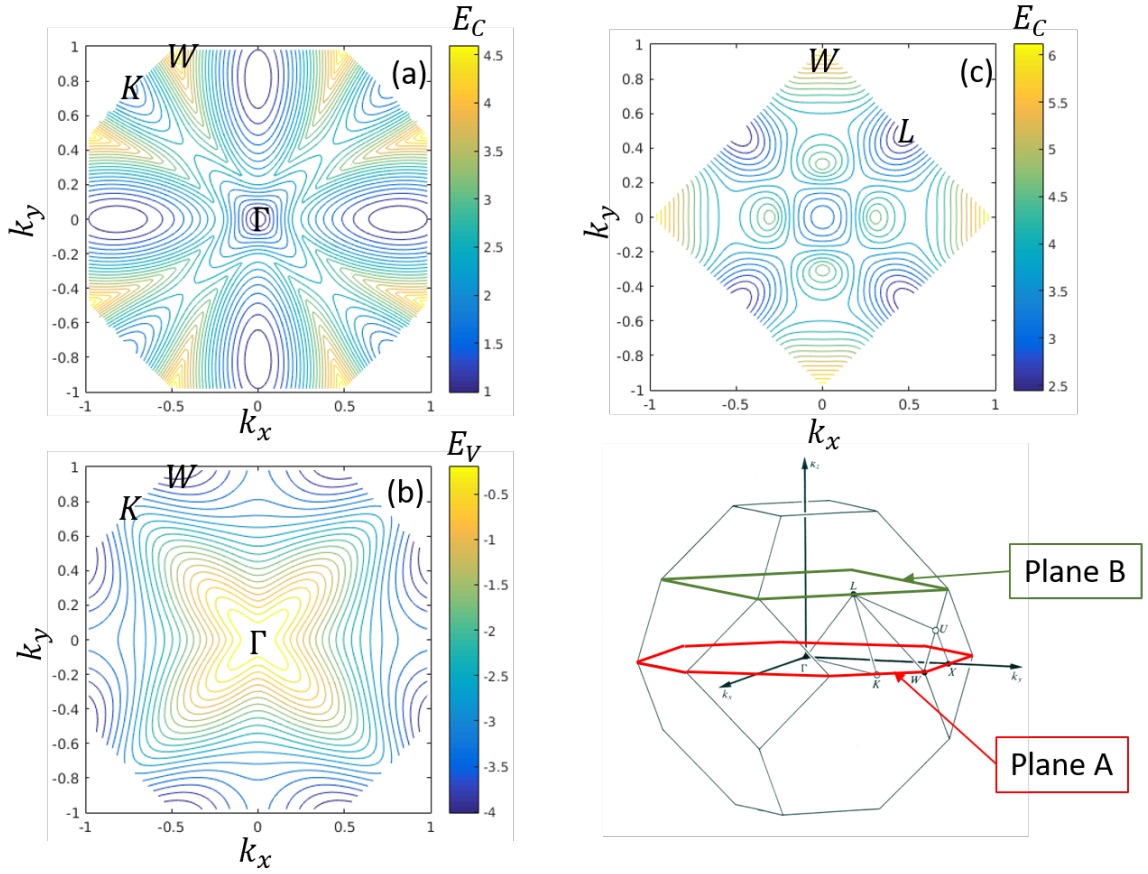 E_C
(a)
W
K
Γ
k_y
1
0.8
0.6
0.4
0.2
0
-0.2
-0.4
-0.6
-0.8
-1
-1
-0.5
0
0.5
1
k_x
4.5
4
3.5
3
2.5
2
1.5
1
E_C
(c)
W
L
k_y
1
0.8
0.6
0.4
0.2
0
-0.2
-0.4
-0.6
-0.8
-1
-1
-0.5
0
0.5
1
k_x
6
5.5
5
4.5
4
3.5
3
2.5
E_V
(b)
W
K
Γ
k_y
1
0.8
0.6
0.4
0.2
0
-0.2
-0.4
-0.6
-0.8
-1
-1
-0.5
0
0.5
1
k_x
-0.5
-1
-1.5
-2
-2.5
-3
-3.5
-4
k_z
Plane B
L
U
Γ
K
W
X
k_x
k_y
Plane A